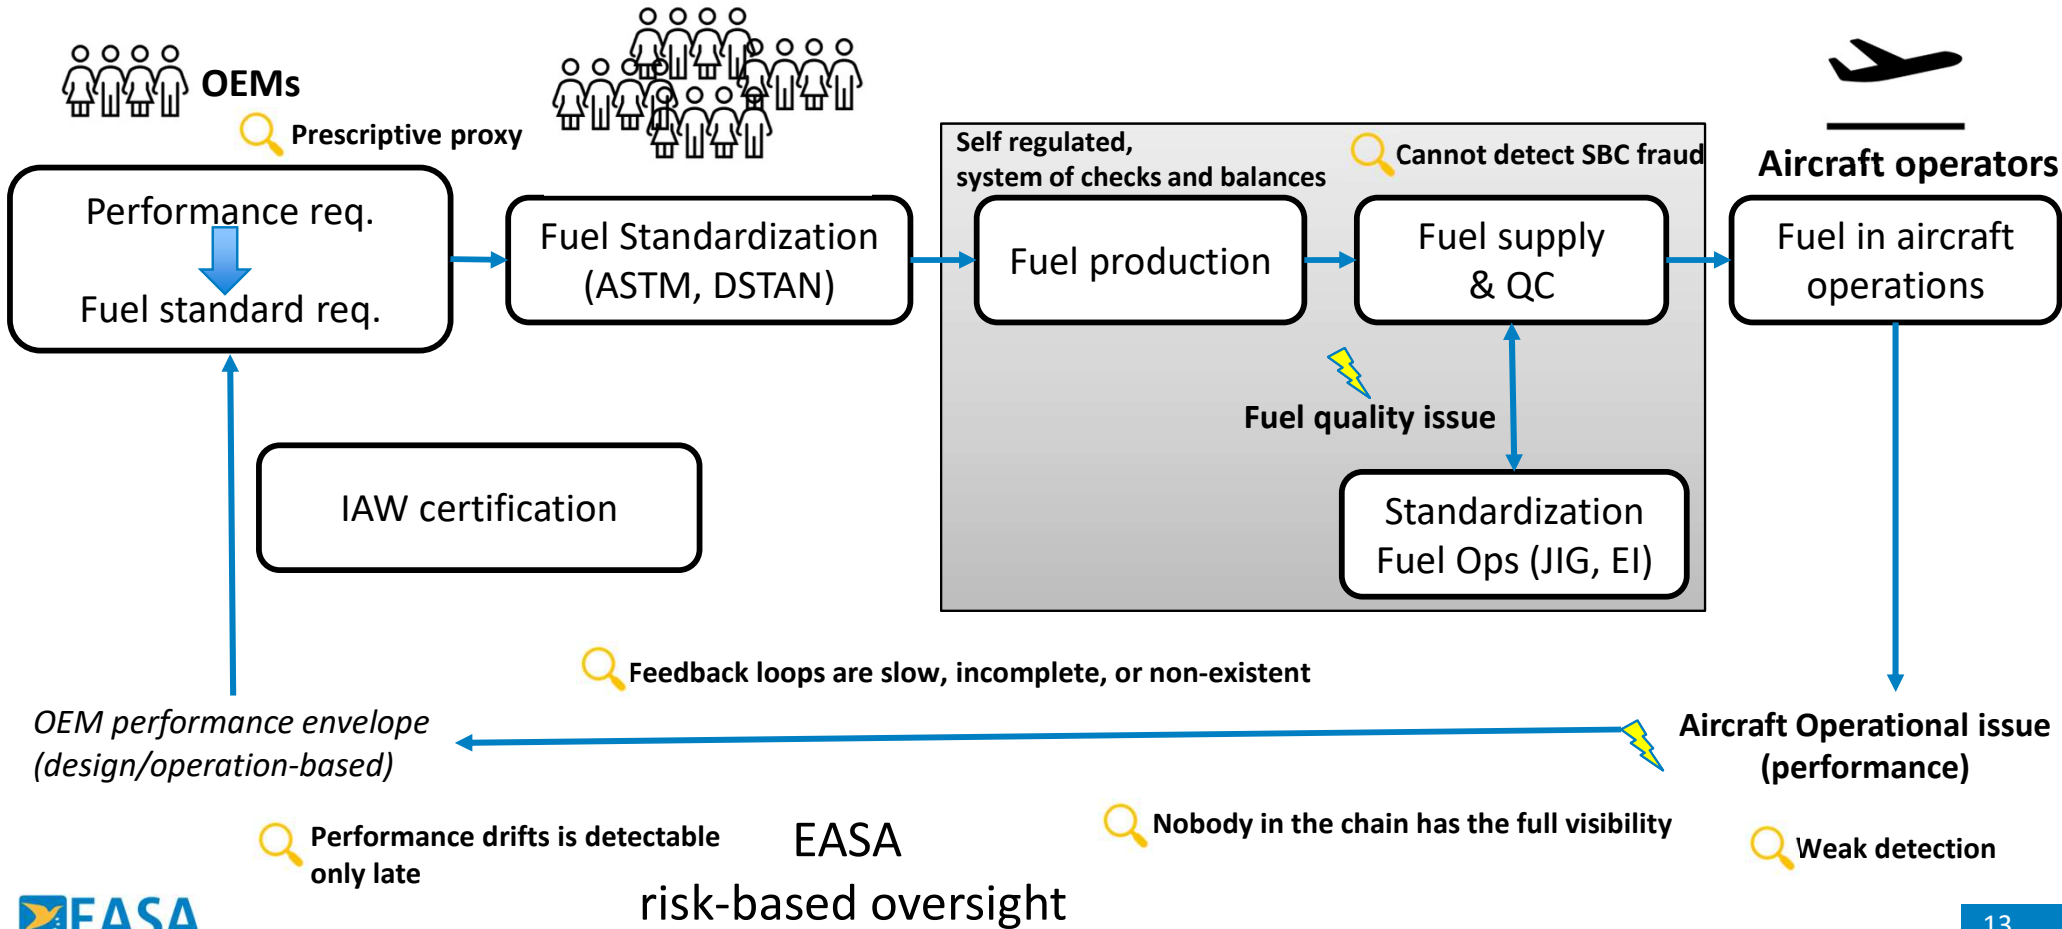 OEMs
Prescriptive proxy
Performance req.
Fuel standard req.
Fuel Standardization
(ASTM, DSTAN)
Self regulated,
system of checks and balances
Cannot detect SBC fraud
Fuel production
Fuel supply
& QC
Aircraft operators
Fuel in aircraft
operations
Fuel quality issue
Standardization
Fuel Ops (JIG, EI)
IAW certification
Feedback loops are slow, incomplete, or non-existent
OEM performance envelope
(design/operation-based)
Aircraft Operational issue
(performance)
Performance drifts is detectable
only late
EASA
risk-based oversight
Nobody in the chain has the full visibility
Weak detection
EASA
13